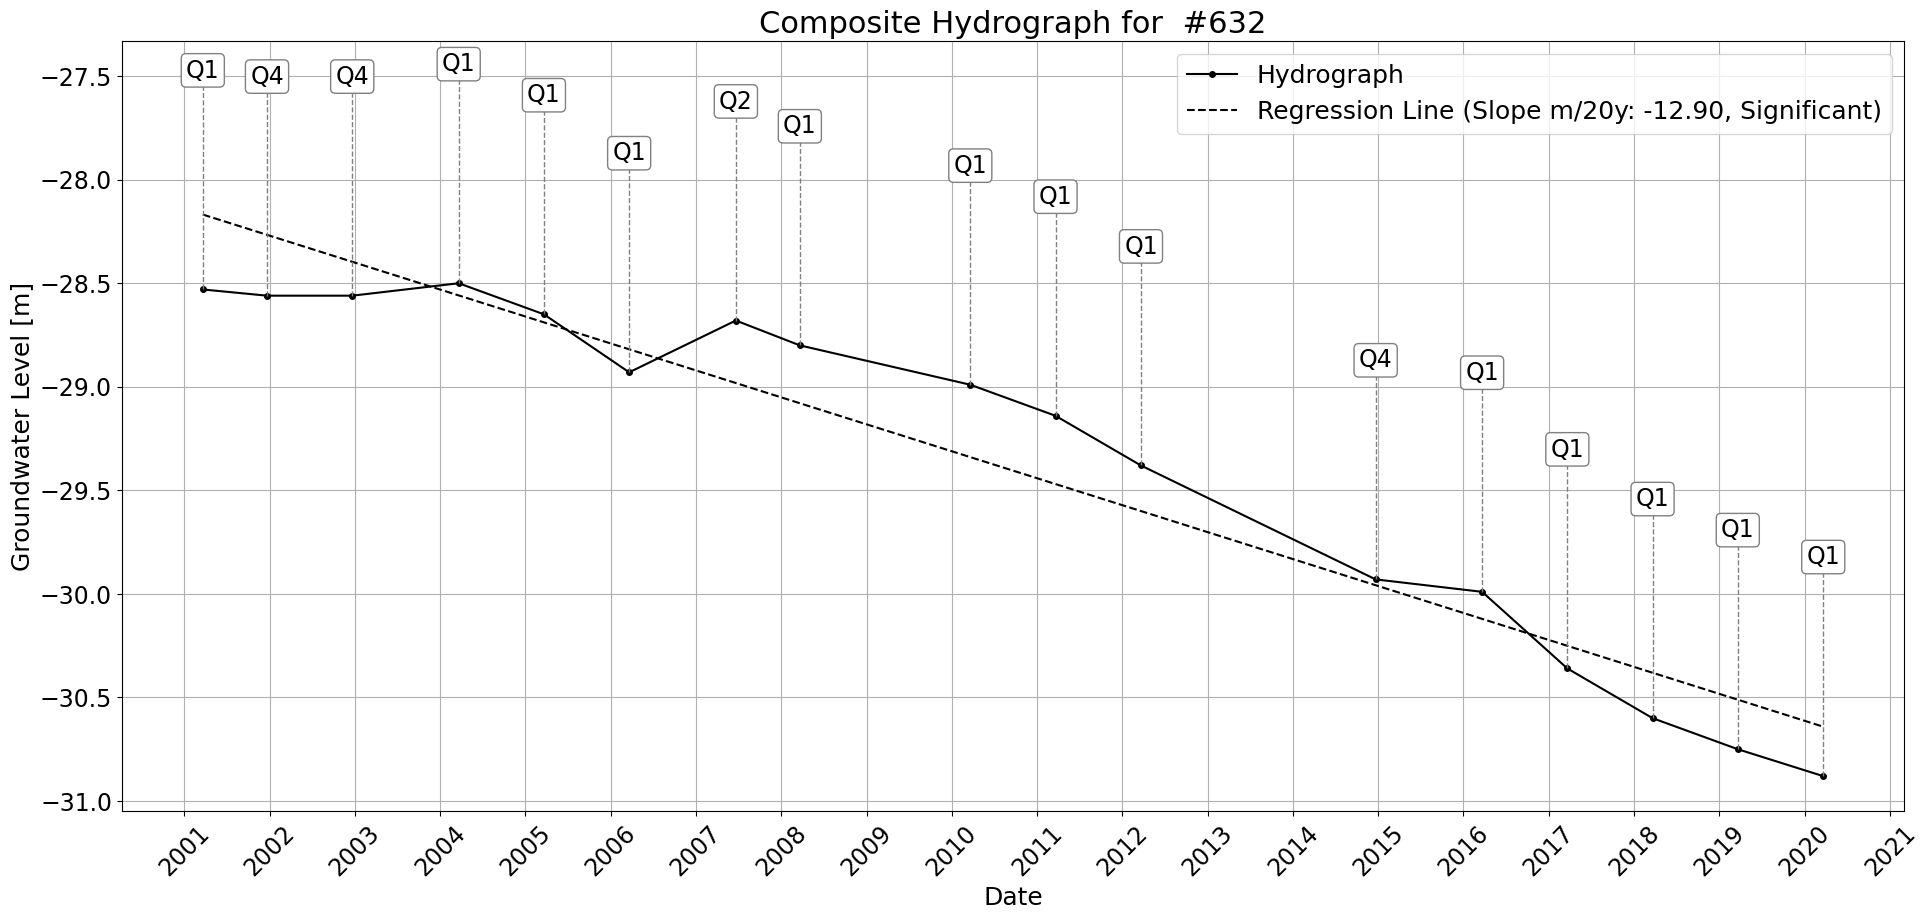 Composite Hydrograph for #632
Hydrograph
Regression Line (Slope m/20y: -12.90, Significant)
Q1
Q4
Q4
Q1
Q1
Q1
Q2
Q1
Q1
Q1
Q1
Q4
Q1
Q1
Q1
Q1
Q1
Groundwater Level [m]
−27.5
−28.0
−28.5
−29.0
−29.5
−30.0
−30.5
−31.0
2001
2002
2003
2004
2005
2006
2007
2008
2009
2010
2011
2012
2013
2014
2015
2016
2017
2018
2019
2020
2021
Date